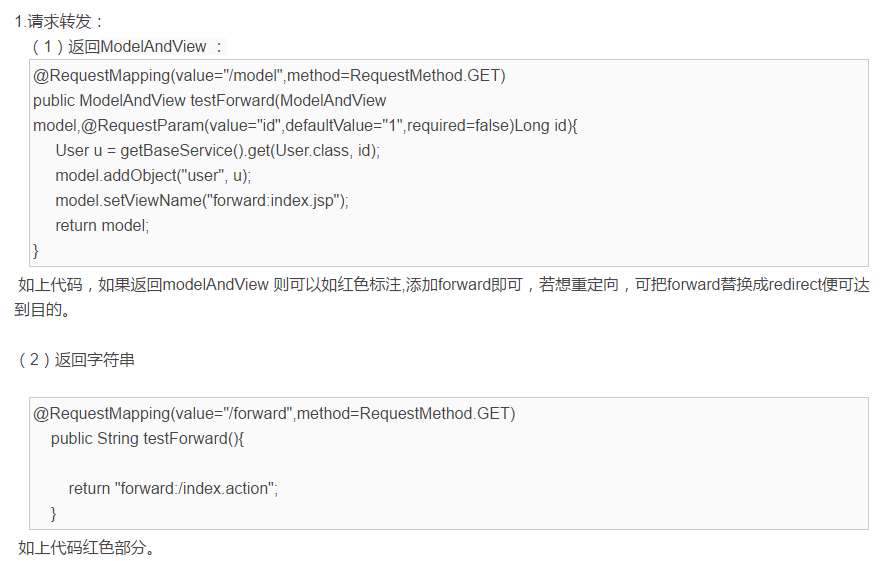 1.请求转发：
（1）返回ModelAndView ：
@RequestMapping(value="/model",method=RequestMethod.GET)
public ModelAndView testForward(ModelAndView
model,@RequestParam(value="id",defaultValue="1",required=false)Long id){
User u = getBaseService().get(User.class, id);
model.addObject("user", u);
model.setViewName("forward:index.jsp");
return model;
}
如上代码，如果返回modelAndView 则可以如红色标注,添加forward即可，若想重定向，可把forward替换成redirect便可达
到目的。
（2）返回字符串
@RequestMapping(value="/forward",method=RequestMethod.GET)
public String testForward(){
return "forward:/index.action";
}
如上代码红色部分。